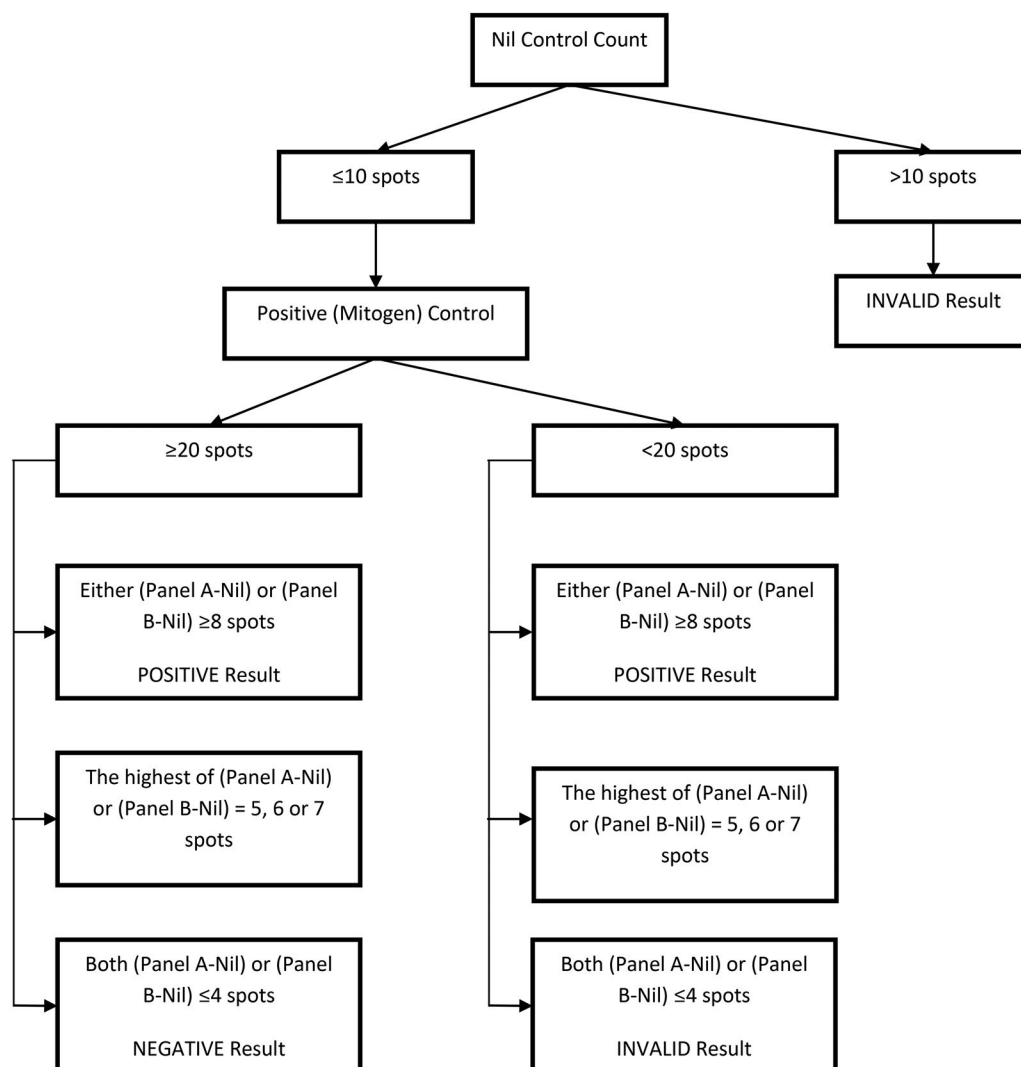 Nil Control Count
≤10 spots
>10 spots
Positive (Mitogen) Control
INVALID Result
≥20 spots
<20 spots
Either (Panel A-Nil) or (Panel
B-Nil) ≥8 spots
POSITIVE Result
The highest of (Panel A-Nil)
or (Panel B-Nil) = 5, 6 or 7
spots
Both (Panel A-Nil) or (Panel
B-Nil) ≤4 spots
NEGATIVE Result
Either (Panel A-Nil) or (Panel
B-Nil) ≥8 spots
POSITIVE Result
The highest of (Panel A-Nil)
or (Panel B-Nil) = 5, 6 or 7
spots
Both (Panel A-Nil) or (Panel
B-Nil) ≤4 spots
INVALID Result